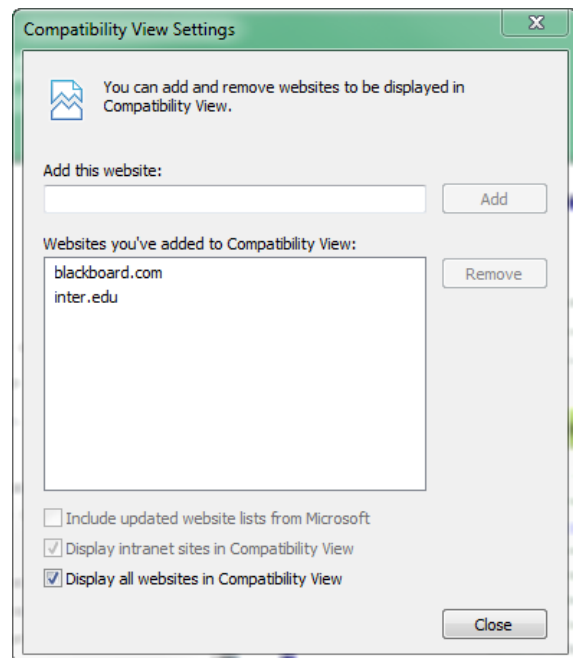 Compatibility View Settings
You can add and remove websites to be displayed in
Compatibility View.
Add this website:
Add
Websites you've added to Compatibility View:
blackboard.com
Remove
inter.edu
Include updated website lists from Microsoft
Display intranet sites in Compatibility View
Display all websites in Compatibility View
Close